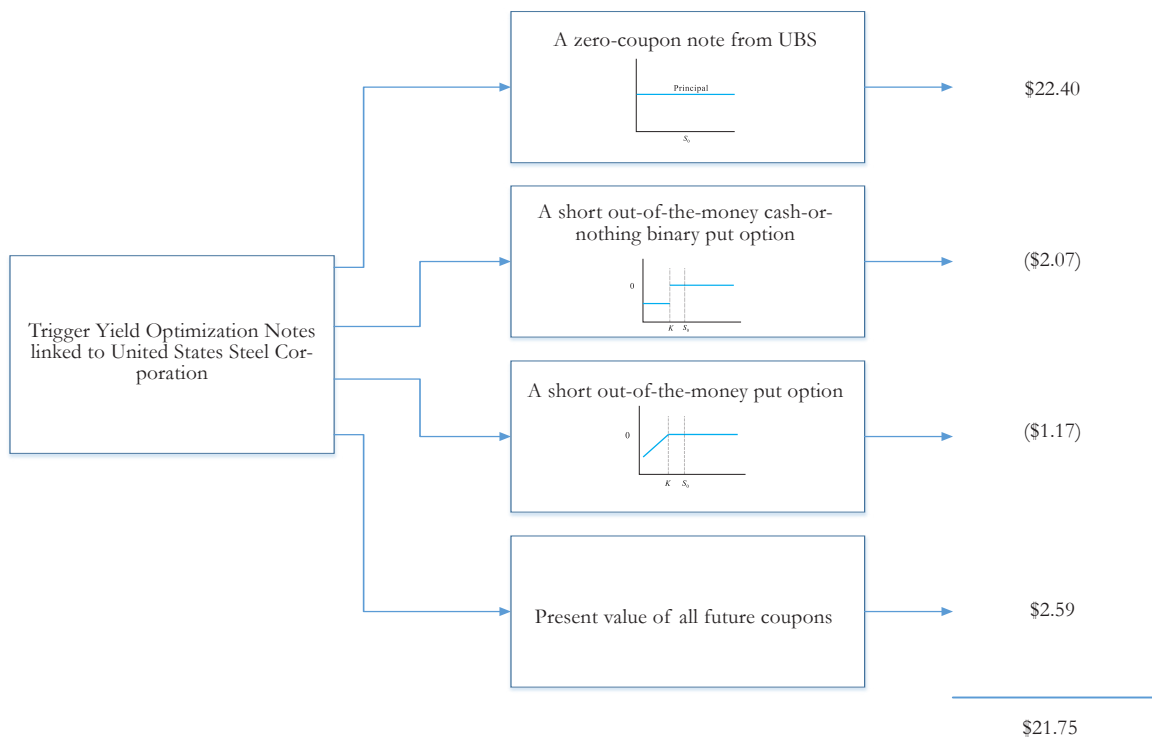 A zero-coupon note from UBS
Principal
S₀
$22.40
A short out-of-the-money cash-or-
nothing binary put option
0
K S₀
($2.07)
Trigger Yield Optimization Notes
linked to United States Steel Cor-
poration
A short out-of-the-money put option
0
K S₀
($1.17)
Present value of all future coupons
$2.59
$21.75